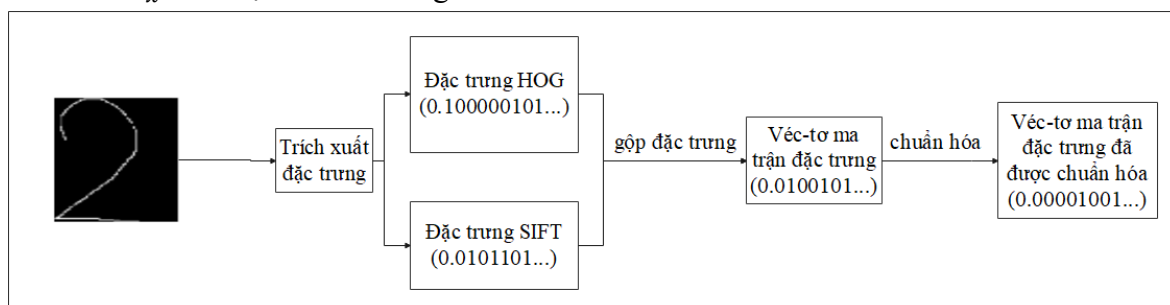 Trích xuất
đặc trưng
Đặc trưng HOG
(0.100000101...)
Đặc trưng SIFT
(0.0101101...)
gộp đặc trưng
Véc-tơ ma
trận đặc trưng
(0.0100101...)
chuẩn hóa
Véc-tơ ma trận
đặc trưng đã
được chuẩn hóa
(0.00001001...)